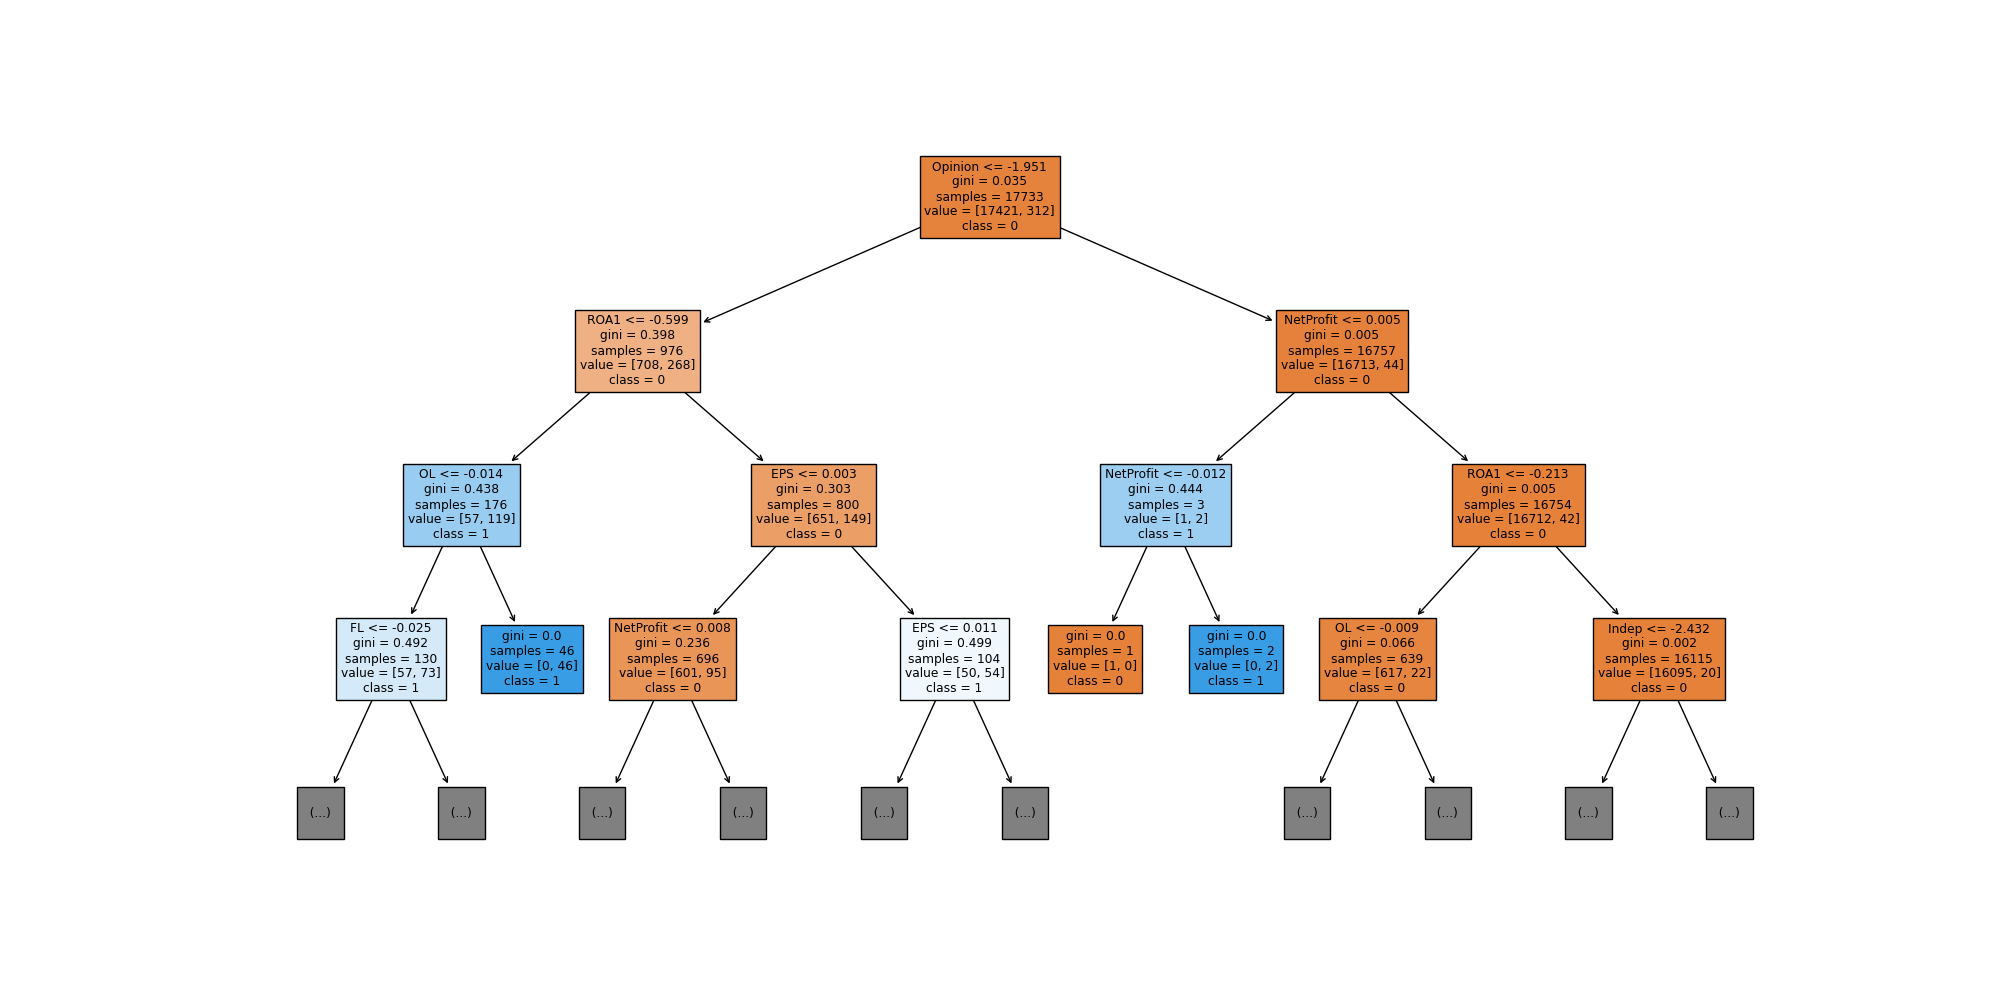 Opinion <= -1.951
gini = 0.035
samples = 17733
value = [17421, 312]
class = 0
ROA1 <= -0.599
gini = 0.398
samples = 976
value = [708, 268]
class = 0
NetProfit <= 0.005
gini = 0.005
samples = 16757
value = [16713, 44]
class = 0
OL <= -0.014
gini = 0.438
samples = 176
value = [57, 119]
class = 1
EPS <= 0.003
gini = 0.303
samples = 800
value = [651, 149]
class = 0
NetProfit <= -0.012
gini = 0.444
samples = 3
value = [1, 2]
class = 1
ROA1 <= -0.213
gini = 0.005
samples = 16754
value = [16712, 42]
class = 0
FL <= -0.025
gini = 0.492
samples = 130
value = [57, 73]
class = 1
gini = 0.0
samples = 46
value = [0, 46]
class = 1
NetProfit <= 0.008
gini = 0.236
samples = 696
value = [601, 95]
class = 0
EPS <= 0.011
gini = 0.499
samples = 104
value = [50, 54]
class = 1
gini = 0.0
samples = 1
value = [1, 0]
class = 0
gini = 0.0
samples = 2
value = [0, 2]
class = 1
OL <= -0.009
gini = 0.066
samples = 639
value = [617, 22]
class = 0
Indep <= -2.432
gini = 0.002
samples = 16115
value = [16095, 20]
class = 0
(...)
(...)
(...)
(...)
(...)
(...)
(...)
(...)
(...)
(...)